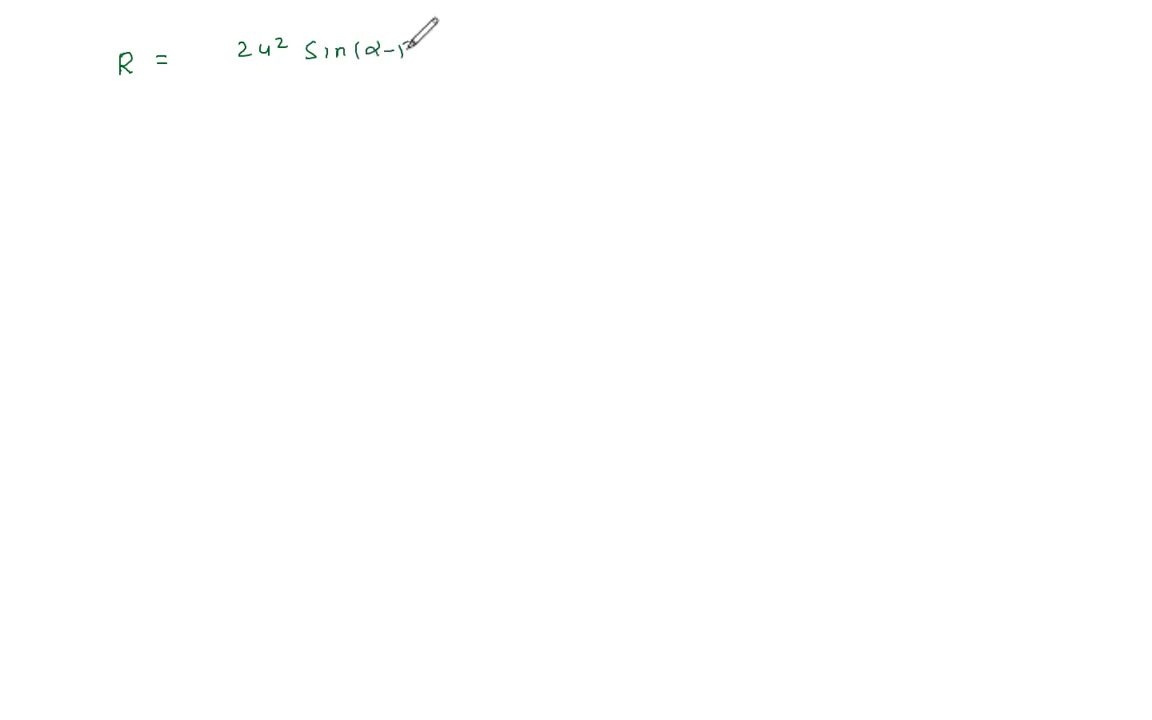 R = 2u² Sin(α-